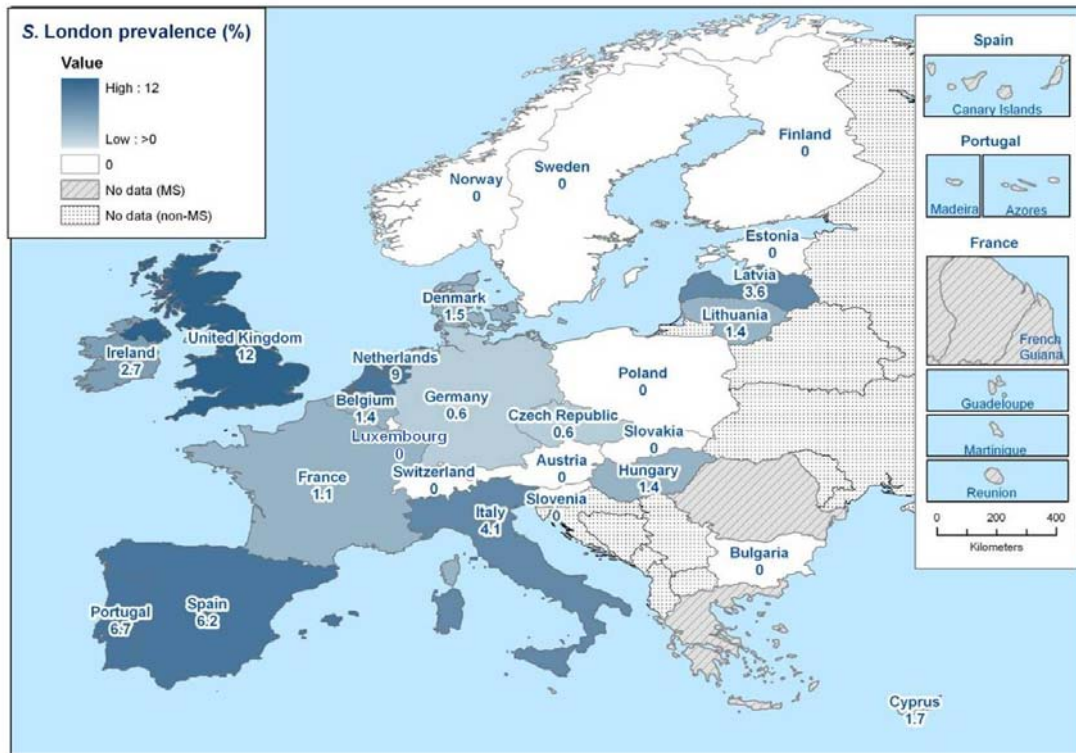 S. London prevalence (%)
Value
High : 12
Low : >0
0
No data (MS)
No data (non-MS)
Norway
0
Sweden
0
Finland
0
Estonia
0
Latvia
3.6
Lithuania
1.4
Denmark
1.5
United Kingdom
12
Ireland
2.7
Netherlands
9
Belgium
1.4
Luxembourg
0
Germany
0.6
Poland
0
Czech Republic
0.6
Slovakia
0
Austria
0
Hungary
1.4
Switzerland
0
Slovenia
0
France
1.1
Italy
4.1
Bulgaria
0
Portugal
6.7
Spain
6.2
Cyprus
1.7
Spain
Canary Islands
Portugal
Madeira
Azores
France
French
Guiana
Guadeloupe
Martinique
Reunion
0 200 400
Kilometers